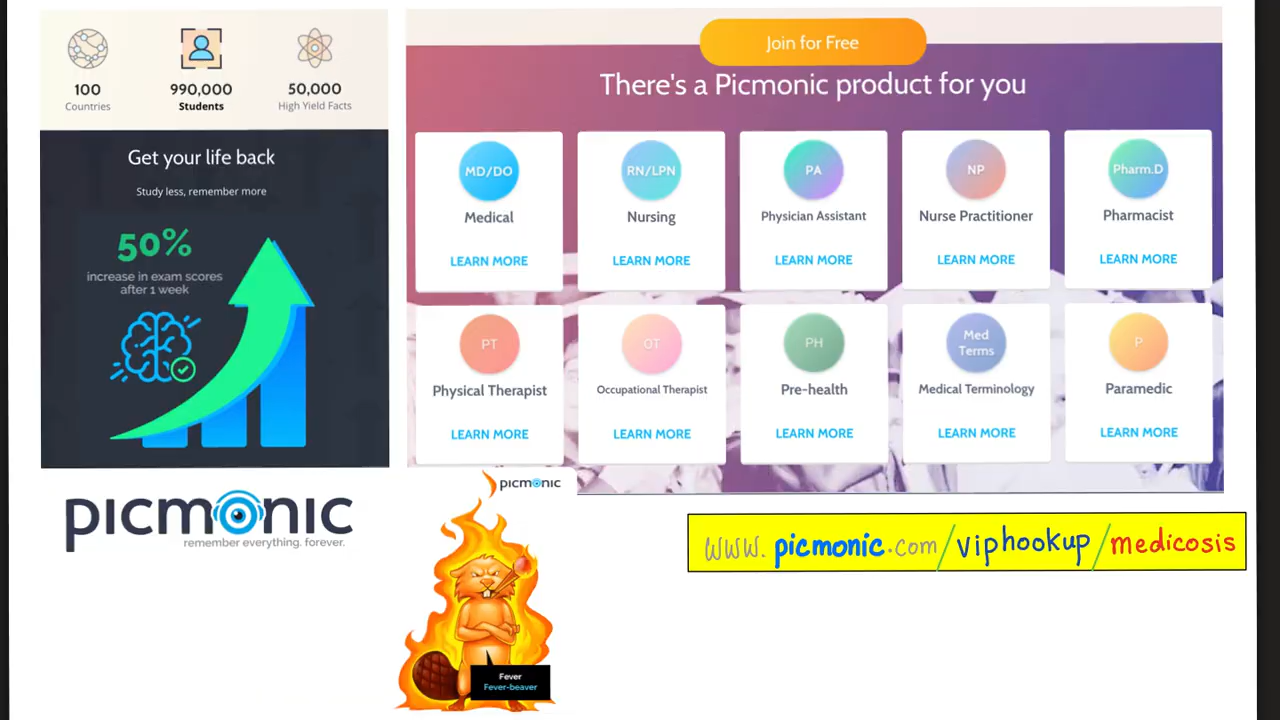 100
Countries
990,000
Students
50,000
High Yield Facts
Get your life back
Study less, remember more
50%
increase in exam scores
after 1 week
picmonic
remember everything. forever.
Join for Free
There's a Picmonic product for you
MD/DO
Medical
LEARN MORE
RN/LPN
Nursing
LEARN MORE
PA
Physician Assistant
LEARN MORE
NP
Nurse Practitioner
LEARN MORE
Pharm.D
Pharmacist
LEARN MORE
PT
Physical Therapist
LEARN MORE
OT
Occupational Therapist
LEARN MORE
PH
Pre-health
LEARN MORE
Med
Terms
Medical Terminology
LEARN MORE
P
Paramedic
LEARN MORE
picmonic
Fever
Fever-beaver
www.picmonic.com/viphookup/medicosis